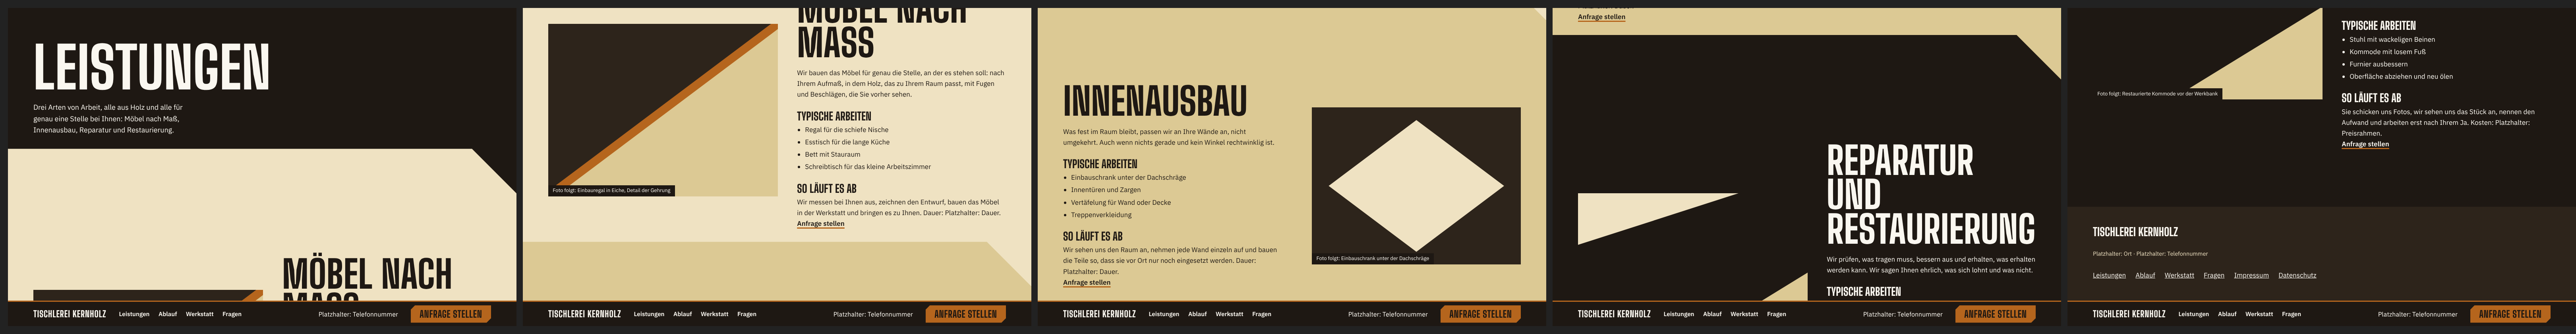 LEISTUNGEN
Drei Arten von Arbeit, alle aus Holz und alle für
genau eine Stelle bei Ihnen: Möbel nach Maß,
Innenausbau, Reparatur und Restaurierung.
MÖBEL NACH
MASS
TISCHLEREI KERNHOLZ
Leistungen
Ablauf
Werkstatt
Fragen
Platzhalter: Telefonnummer
ANFRAGE STELLEN
MÖBEL NACH
MASS
Wir bauen das Möbel für genau die Stelle, an der es stehen soll: nach
Ihrem Aufmaß, in dem Holz, das zu Ihrem Raum passt, mit Fugen
und Beschlägen, die Sie vorher sehen.
TYPISCHE ARBEITEN
Regal für die schiefe Nische
Esstisch für die lange Küche
Bett mit Stauraum
Schreibtisch für das kleine Arbeitszimmer
Foto folgt: Einbauregal in Eiche, Detail der Gehrung
SO LÄUFT ES AB
Wir messen bei Ihnen aus, zeichnen den Entwurf, bauen das Möbel
in der Werkstatt und bringen es zu Ihnen. Dauer: Platzhalter: Dauer.
Anfrage stellen
TISCHLEREI KERNHOLZ
Leistungen
Ablauf
Werkstatt
Fragen
Platzhalter: Telefonnummer
ANFRAGE STELLEN
INNENAUSBAU
Was fest im Raum bleibt, passen wir an Ihre Wände an, nicht
umgekehrt. Auch wenn nichts gerade und kein Winkel rechtwinklig ist.
TYPISCHE ARBEITEN
Einbauschrank unter der Dachschräge
Innentüren und Zargen
Vertäfelung für Wand oder Decke
Treppenverkleidung
SO LÄUFT ES AB
Wir sehen uns den Raum an, nehmen jede Wand einzeln auf und bauen
die Teile so, dass sie vor Ort nur noch eingesetzt werden. Dauer:
Platzhalter: Dauer.
Anfrage stellen
Foto folgt: Einbauschrank unter der Dachschräge
TISCHLEREI KERNHOLZ
Leistungen
Ablauf
Werkstatt
Fragen
Platzhalter: Telefonnummer
ANFRAGE STELLEN
Anfrage stellen
REPARATUR
UND
RESTAURIERUNG
Wir prüfen, was tragen muss, bessern aus und erhalten, was erhalten
werden kann. Wir sagen Ihnen ehrlich, was sich lohnt und was nicht.
TYPISCHE ARBEITEN
TISCHLEREI KERNHOLZ
Leistungen
Ablauf
Werkstatt
Fragen
Platzhalter: Telefonnummer
ANFRAGE STELLEN
TYPISCHE ARBEITEN
Stuhl mit wackeligen Beinen
Kommode mit losem Fuß
Furnier ausbessern
Oberfläche abziehen und neu ölen
Foto folgt: Restaurierte Kommode vor der Werkbank
SO LÄUFT ES AB
Sie schicken uns Fotos, wir sehen uns das Stück an, nennen den
Aufwand und arbeiten erst nach Ihrem Ja. Kosten: Platzhalter:
Preisrahmen.
Anfrage stellen
TISCHLEREI KERNHOLZ
Platzhalter: Ort · Platzhalter: Telefonnummer
Leistungen
Ablauf
Werkstatt
Fragen
Impressum
Datenschutz
TISCHLEREI KERNHOLZ
Leistungen
Ablauf
Werkstatt
Fragen
Platzhalter: Telefonnummer
ANFRAGE STELLEN